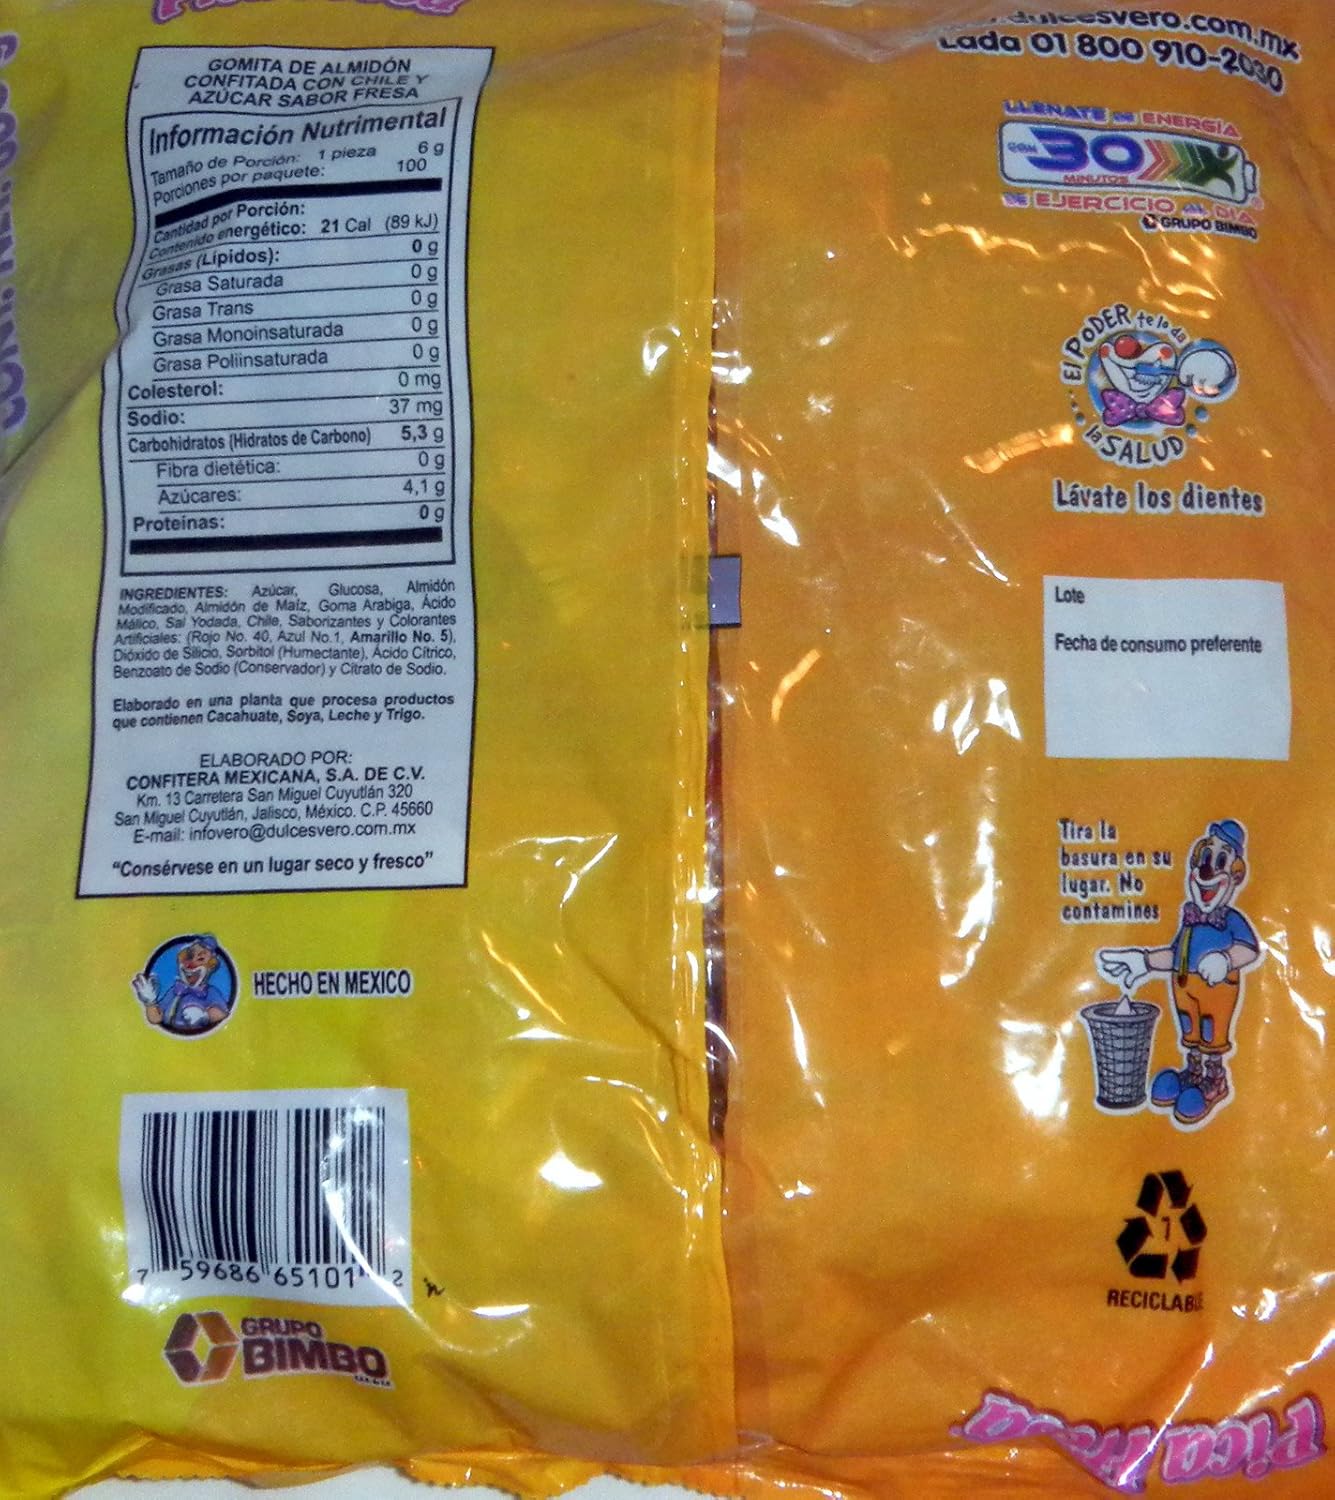 GOMITA DE ALMIDÓN
CONFITADA CON CHILE Y
AZÚCAR SABOR FRESA
Información Nutrimental
Tamaño de Porción: 1 pieza 6 g
Porciones por paquete: 100
Cantidad por Porción:
Contenido energético: 21 Cal (89 kJ)
Grasas (Lípidos): 0 g
Grasa Saturada 0 g
Grasa Trans 0 g
Grasa Monoinsaturada 0 g
Grasa Poliinsaturada 0 g
Colesterol: 0 mg
Sodio: 37 mg
Carbohidratos (Hidratos de Carbono) 5,3 g
Fibra dietética: 0 g
Azúcares: 4,1 g
Proteínas: 0 g
INGREDIENTES: Azúcar, Glucosa, Almidón
Modificado, Almidón de Maíz, Goma Arabiga, Ácido
Málico, Sal Yodada, Chile, Saborizantes y Colorantes
Artificiales: (Rojo No. 40, Azul No.1, Amarillo No. 5),
Dióxido de Silicio, Sorbitol (Humectante), Ácido Cítrico,
Benzoato de Sodio (Conservador) y Citrato de Sodio.
Elaborado en una planta que procesa productos
que contienen Cacahuate, Soya, Leche y Trigo.
ELABORADO POR:
CONFITERA MEXICANA, S.A. DE C.V.
Km. 13 Carretera San Miguel Cuyutlán 320
San Miguel Cuyutlán, Jalisco, México. C.P. 45660
E-mail: infovero@dulcesvero.com.mx
"Consérvese en un lugar seco y fresco"
HECHO EN MEXICO
7 59686 65101 2
GRUPO
BIMBO
dulcesvero.com.mx
Lada 01 800 910-2030
LLENATE DE ENERGÍA
CON 30
MINUTOS
DE EJERCICIO AL DIA
GRUPO BIMBO
El PODER te lo da
la SALUD
Lávate los dientes
Lote
Fecha de consumo preferente
Tira la
basura en su
lugar. No
contamines
1
RECICLABLE
Pica Fresa